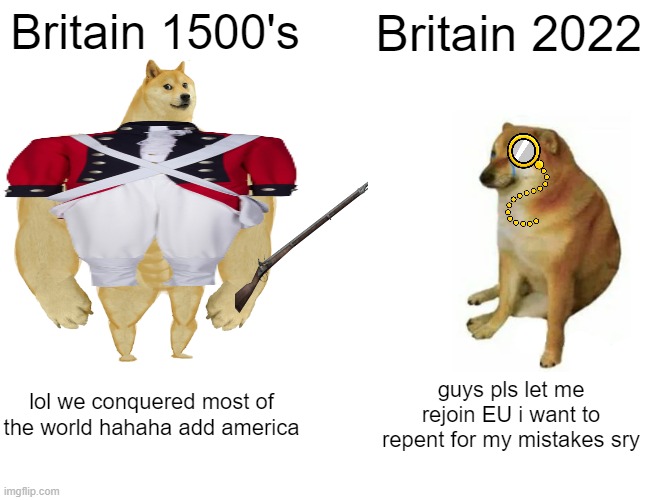 Britain 1500's
Britain 2022
lol we conquered most of
the world hahaha add america
guys pls let me
rejoin EU i want to
repent for my mistakes sry
imgflip.com